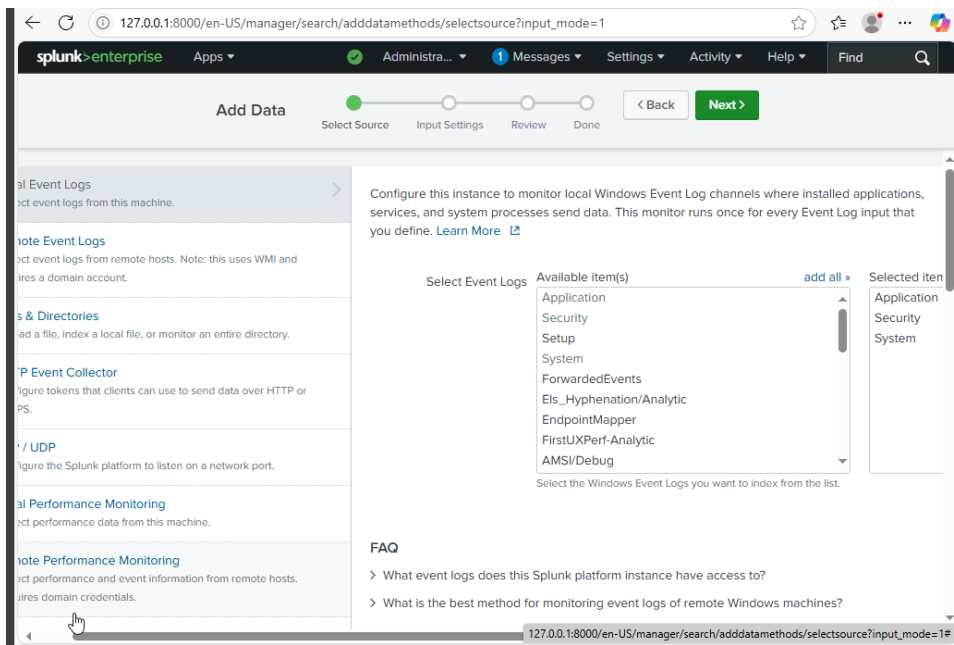 127.0.0.1:8000/en-US/manager/search/adddatamethods/selectsource?input_mode=1
splunk>enterprise Apps Administra... 1 Messages Settings Activity Help Find
Add Data
Select Source Input Settings Review Done
< Back Next >
al Event Logs
ect event logs from this machine.
note Event Logs
ect event logs from remote hosts. Note: this uses WMI and
ires a domain account.
s & Directories
ad a file, index a local file, or monitor an entire directory.
P Event Collector
igure tokens that clients can use to send data over HTTP or
PS.
/ UDP
igure the Splunk platform to listen on a network port.
al Performance Monitoring
ect performance data from this machine.
note Performance Monitoring
ect performance and event information from remote hosts.
uires domain credentials.
Configure this instance to monitor local Windows Event Log channels where installed applications,
services, and system processes send data. This monitor runs once for every Event Log input that
you define. Learn More
Select Event Logs
Available item(s) add all »
Application
Security
Setup
System
ForwardedEvents
Els_Hyphenation/Analytic
EndpointMapper
FirstUXPerf-Analytic
AMSI/Debug
Selected item
Application
Security
System
Select the Windows Event Logs you want to index from the list.
FAQ
> What event logs does this Splunk platform instance have access to?
> What is the best method for monitoring event logs of remote Windows machines?
127.0.0.1:8000/en-US/manager/search/adddatamethods/selectsource?input_mode=1#